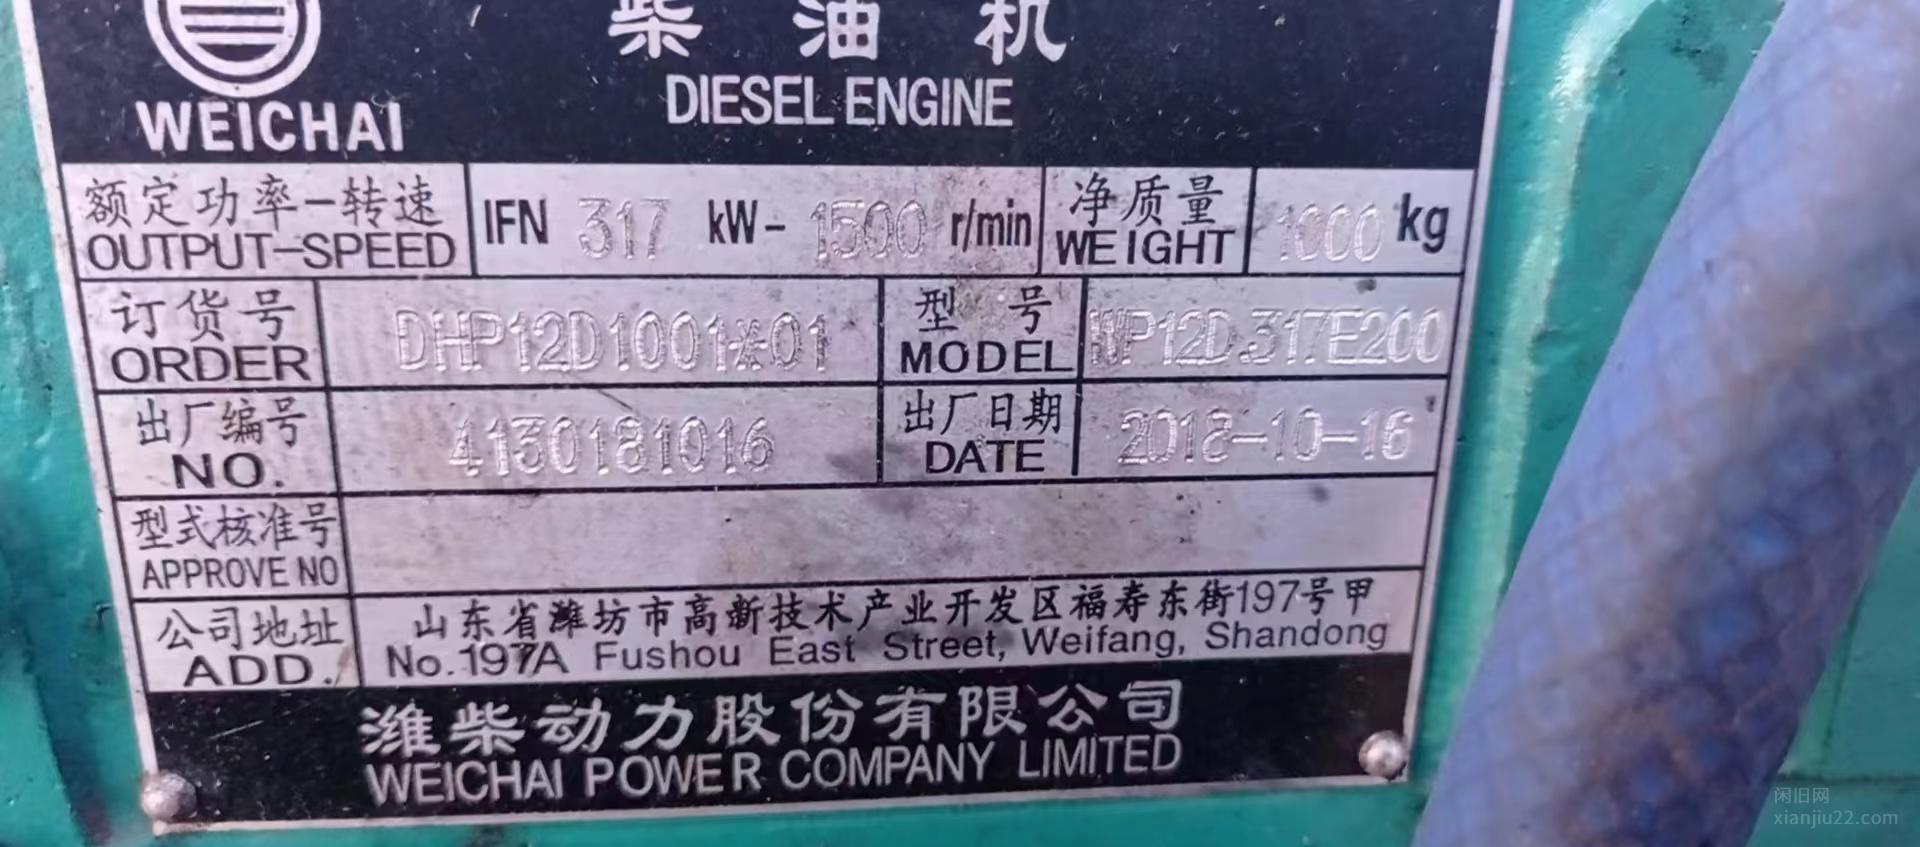 柴油机
DIESEL ENGINE
WEICHAI
额定功率-转速 IFN 317 kW- 1500 r/min 净质量 1000 kg
OUTPUT-SPEED WEIGHT
订货号 DHP12D1001*01 型号 WP12D317E200
ORDER MODEL
出厂编号 4130181016 出厂日期 2018-10-16
NO. DATE
型式核准号
APPROVE NO
公司地址 山东省潍坊市高新技术产业开发区福寿东街197号甲
ADD. No.197A Fushou East Street, Weifang, Shandong
潍柴动力股份有限公司
WEICHAI POWER COMPANY LIMITED
闲旧网
xianjiu22.com